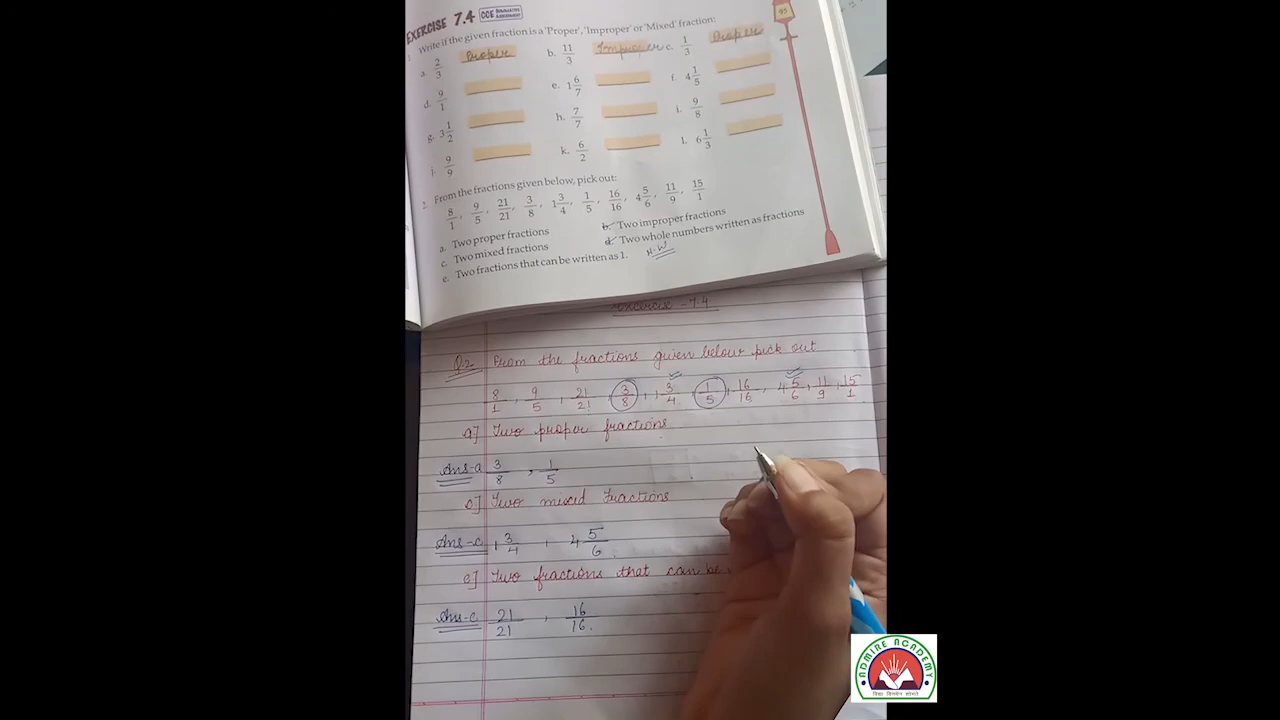 EXERCISE 7.4 CCE SUMMATIVE ASSESSMENT
1. Write if the given fraction is a 'Proper', 'Improper' or 'Mixed' fraction:
a. 2/3 Proper b. 11/3 Improper c. 1/3 Proper
d. 9/1 e. 1 6/7 f. 4 1/5
g. 3 1/2 h. 7/7 i. 9/8
j. 9/9 k. 6/2 l. 6 1/3
2. From the fractions given below, pick out:
8/1, 9/5, 21/21, 3/8, 1 3/4, 1/5, 16/16, 4 5/6, 11/9, 15/1
a. Two proper fractions b. Two improper fractions
c. Two mixed fractions d. Two whole numbers written as fractions
e. Two fractions that can be written as 1. H.W
95
Exercise - 7.4
Q.2 From the fractions given below pick out
8/1, 9/5, 21/21, 3/8, 1 3/4, 1/5, 16/16, 4 5/6, 11/9, 15/1
a] Two proper fractions
Ans-a 3/8, 1/5
c] Two mixed Fractions
Ans-c 1 3/4, 4 5/6.
e] Two fractions that can be
Ans-e 21/21, 16/16.
ADMIRE ACADEMY